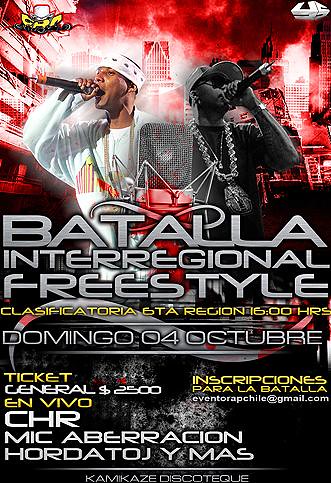 BATALLA
INTERREGIONAL
FREESTYLE
CLASIFICATORIA 6TA REGION 16:00 HRS
DOMINGO 04 OCTUBRE
TICKET
GENERAL $ 2500
EN VIVO
CHR
MIC ABERRACION
HORDATOJ Y MAS
INSCRIPCIONES
PARA LA BATALLA
eventorapchile@gmail.com
KAMIKAZE DISCOTEQUE